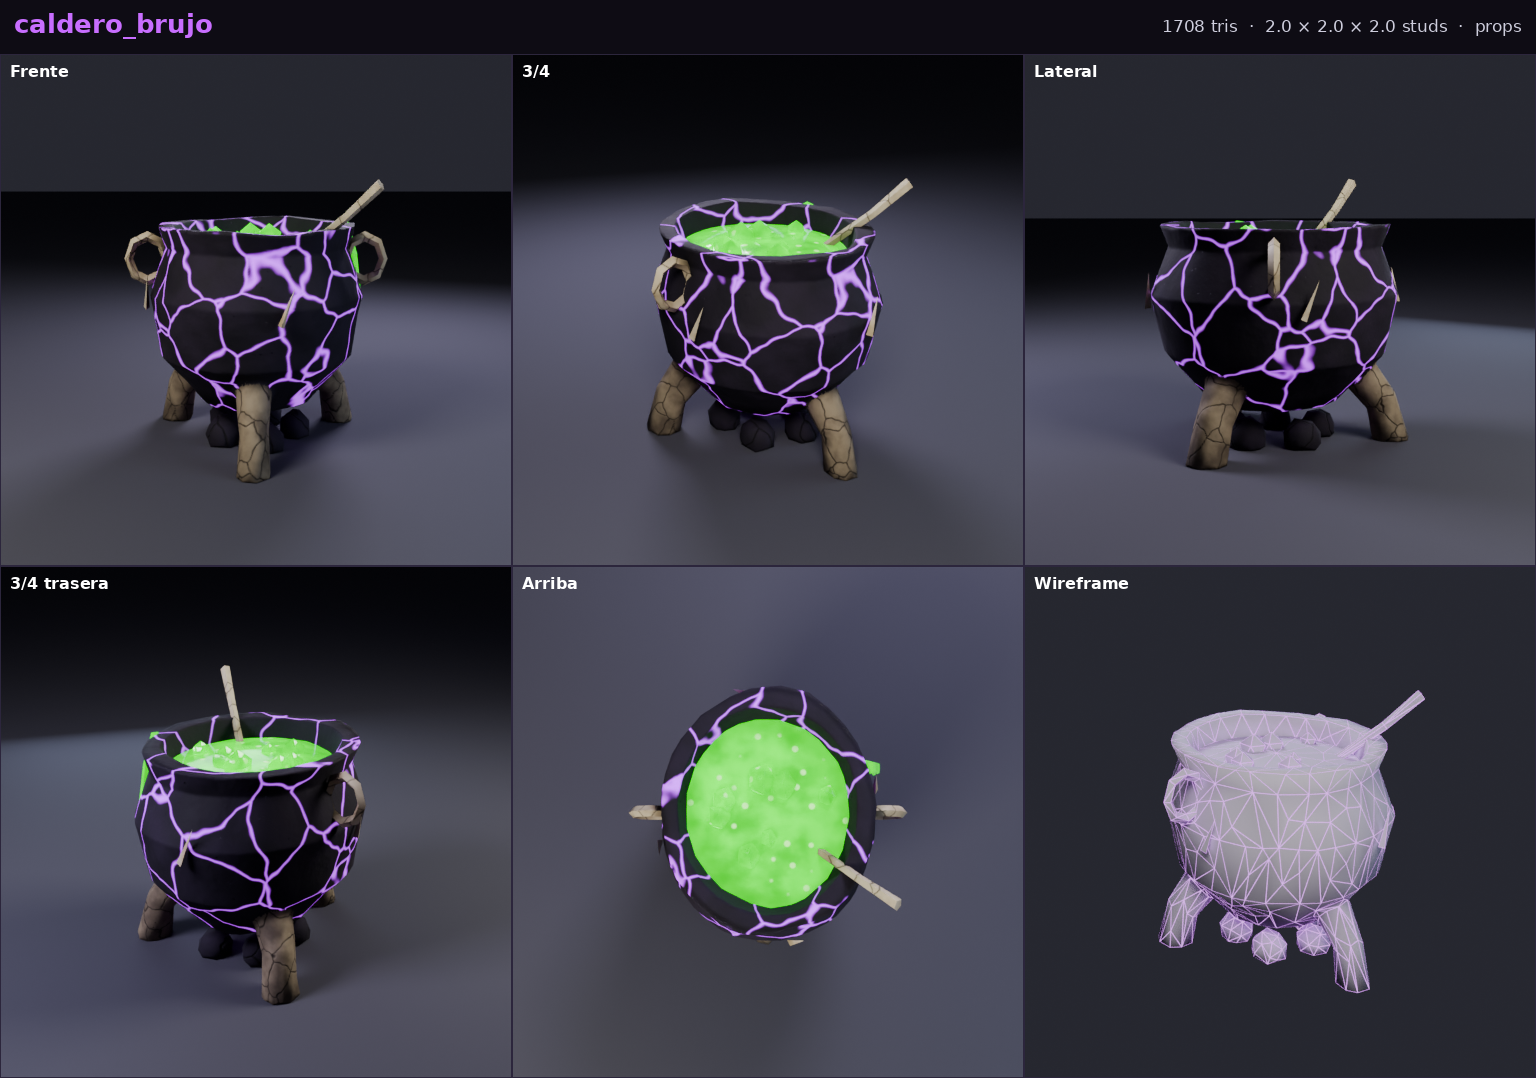 caldero_brujo
1708 tris · 2.0 × 2.0 × 2.0 studs · props
Frente
3/4
Lateral
3/4 trasera
Arriba
Wireframe